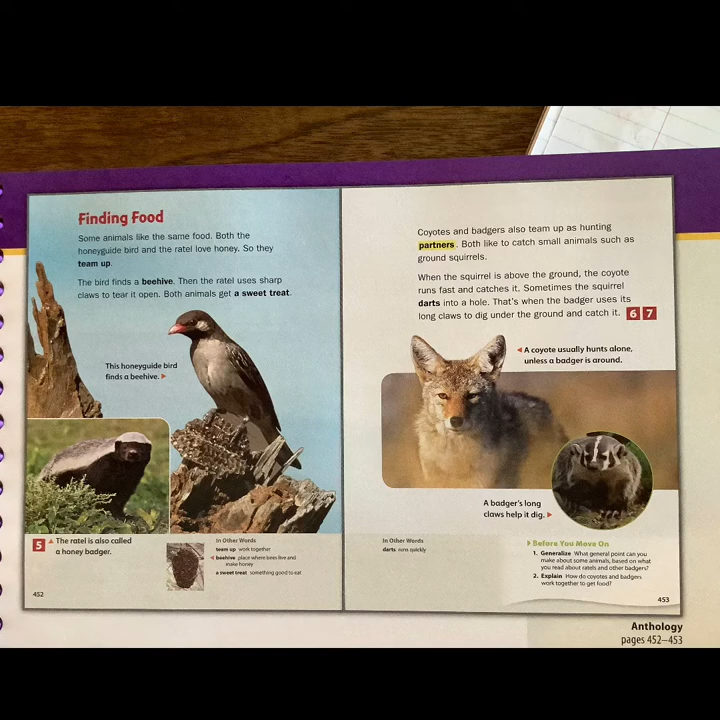 Finding Food
Some animals like the same food. Both the
honeyguide bird and the ratel love honey. So they
team up.
The bird finds a beehive. Then the ratel uses sharp
claws to tear it open. Both animals get a sweet treat.
This honeyguide bird
finds a beehive.
5
The ratel is also called
a honey badger.
In Other Words
team up work together
beehive place where bees live and
make honey
a sweet treat something good to eat
452
Coyotes and badgers also team up as hunting
partners. Both like to catch small animals such as
ground squirrels.
When the squirrel is above the ground, the coyote
runs fast and catches it. Sometimes the squirrel
darts into a hole. That's when the badger uses its
long claws to dig under the ground and catch it. 6 7
A coyote usually hunts alone,
unless a badger is around.
A badger's long
claws help it dig.
In Other Words
darts runs quickly
Before You Move On
1. Generalize What general point can you
make about some animals, based on what
you read about ratels and other badgers?
2. Explain How do coyotes and badgers
work together to get food?
453
Anthology
pages 452–453